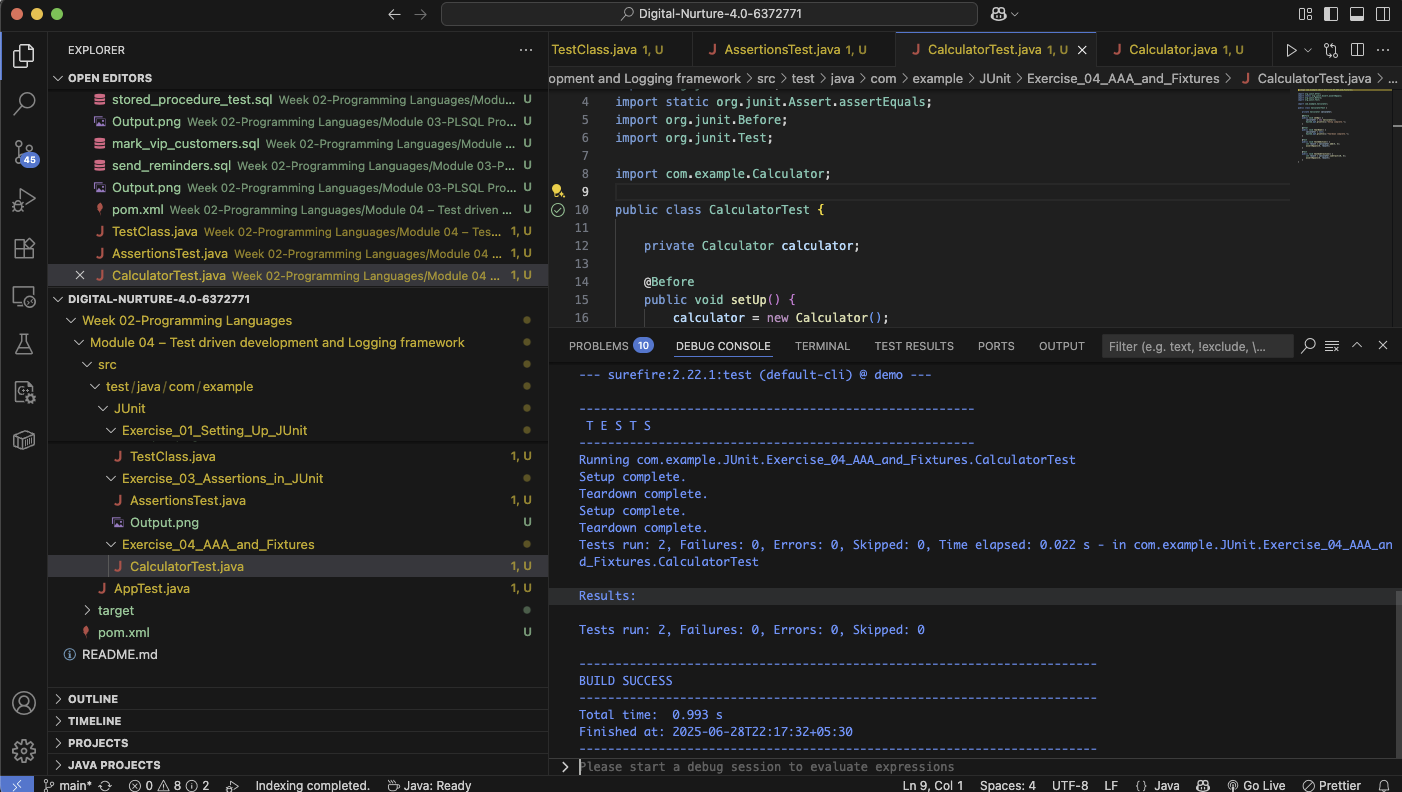 Digital-Nurture-4.0-6372771
EXPLORER
OPEN EDITORS
stored_procedure_test.sql Week 02-Programming Languages/Modu... U
Output.png Week 02-Programming Languages/Module 03-PLSQL Pro... U
mark_vip_customers.sql Week 02-Programming Languages/Module... U
send_reminders.sql Week 02-Programming Languages/Module 03-P... U
Output.png Week 02-Programming Languages/Module 03-PLSQL Pro... U
pom.xml Week 02-Programming Languages/Module 04 – Test driven ... U
TestClass.java Week 02-Programming Languages/Module 04 – Tes... 1, U
AssertionsTest.java Week 02-Programming Languages/Module 04 ... 1, U
CalculatorTest.java Week 02-Programming Languages/Module 04 ... 1, U
DIGITAL-NURTURE-4.0-6372771
Week 02-Programming Languages
Module 04 – Test driven development and Logging framework
src
test/java/com/example
JUnit
Exercise_01_Setting_Up_JUnit
TestClass.java 1, U
Exercise_03_Assertions_in_JUnit
AssertionsTest.java 1, U
Output.png U
Exercise_04_AAA_and_Fixtures
CalculatorTest.java 1, U
AppTest.java 1, U
target
pom.xml U
README.md
OUTLINE
TIMELINE
PROJECTS
JAVA PROJECTS
45
TestClass.java 1, U AssertionsTest.java 1, U CalculatorTest.java 1, U Calculator.java 1, U
opment and Logging framework > src > test > java > com > example > JUnit > Exercise_04_AAA_and_Fixtures > CalculatorTest.java > ...
4 import static org.junit.Assert.assertEquals;
5 import org.junit.Before;
6 import org.junit.Test;
7
8 import com.example.Calculator;
9
10 public class CalculatorTest {
11
12 private Calculator calculator;
13
14 @Before
15 public void setUp() {
16 calculator = new Calculator();
PROBLEMS 10 DEBUG CONSOLE TERMINAL TEST RESULTS PORTS OUTPUT Filter (e.g. text, !exclude, \...
--- surefire:2.22.1:test (default-cli) @ demo ---
-------------------------------------------------------
T E S T S
-------------------------------------------------------
Running com.example.JUnit.Exercise_04_AAA_and_Fixtures.CalculatorTest
Setup complete.
Teardown complete.
Setup complete.
Teardown complete.
Tests run: 2, Failures: 0, Errors: 0, Skipped: 0, Time elapsed: 0.022 s - in com.example.JUnit.Exercise_04_AAA_an
d_Fixtures.CalculatorTest
Results:
Tests run: 2, Failures: 0, Errors: 0, Skipped: 0
------------------------------------------------------------------------
BUILD SUCCESS
------------------------------------------------------------------------
Total time:  0.993 s
Finished at: 2025-06-28T22:17:32+05:30
------------------------------------------------------------------------
Please start a debug session to evaluate expressions
main* 0 8 2 Indexing completed. Java: Ready Ln 9, Col 1 Spaces: 4 UTF-8 LF {} Java Go Live Prettier